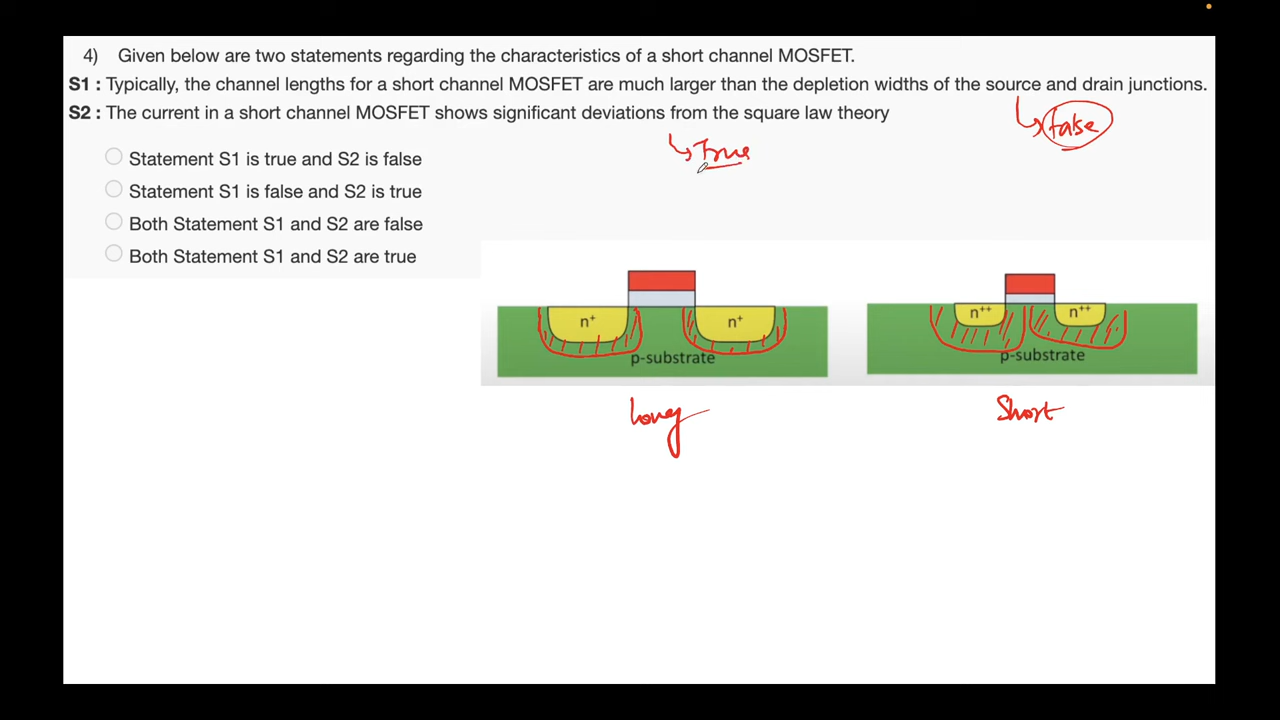 4) Given below are two statements regarding the characteristics of a short channel MOSFET.
S1 : Typically, the channel lengths for a short channel MOSFET are much larger than the depletion widths of the source and drain junctions.
S2 : The current in a short channel MOSFET shows significant deviations from the square law theory
false
True
Statement S1 is true and S2 is false
Statement S1 is false and S2 is true
Both Statement S1 and S2 are false
Both Statement S1 and S2 are true
n+ n+
p-substrate
n++ n++
p-substrate
Long
Short